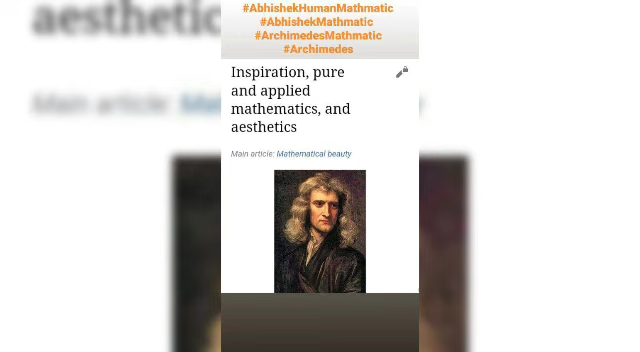 #AbhishekHumanMathmatic
#AbhishekMathmatic
#ArchimedesMathmatic
#Archimedes
Inspiration, pure
and applied
mathematics, and
aesthetics
Main article: Mathematical beauty